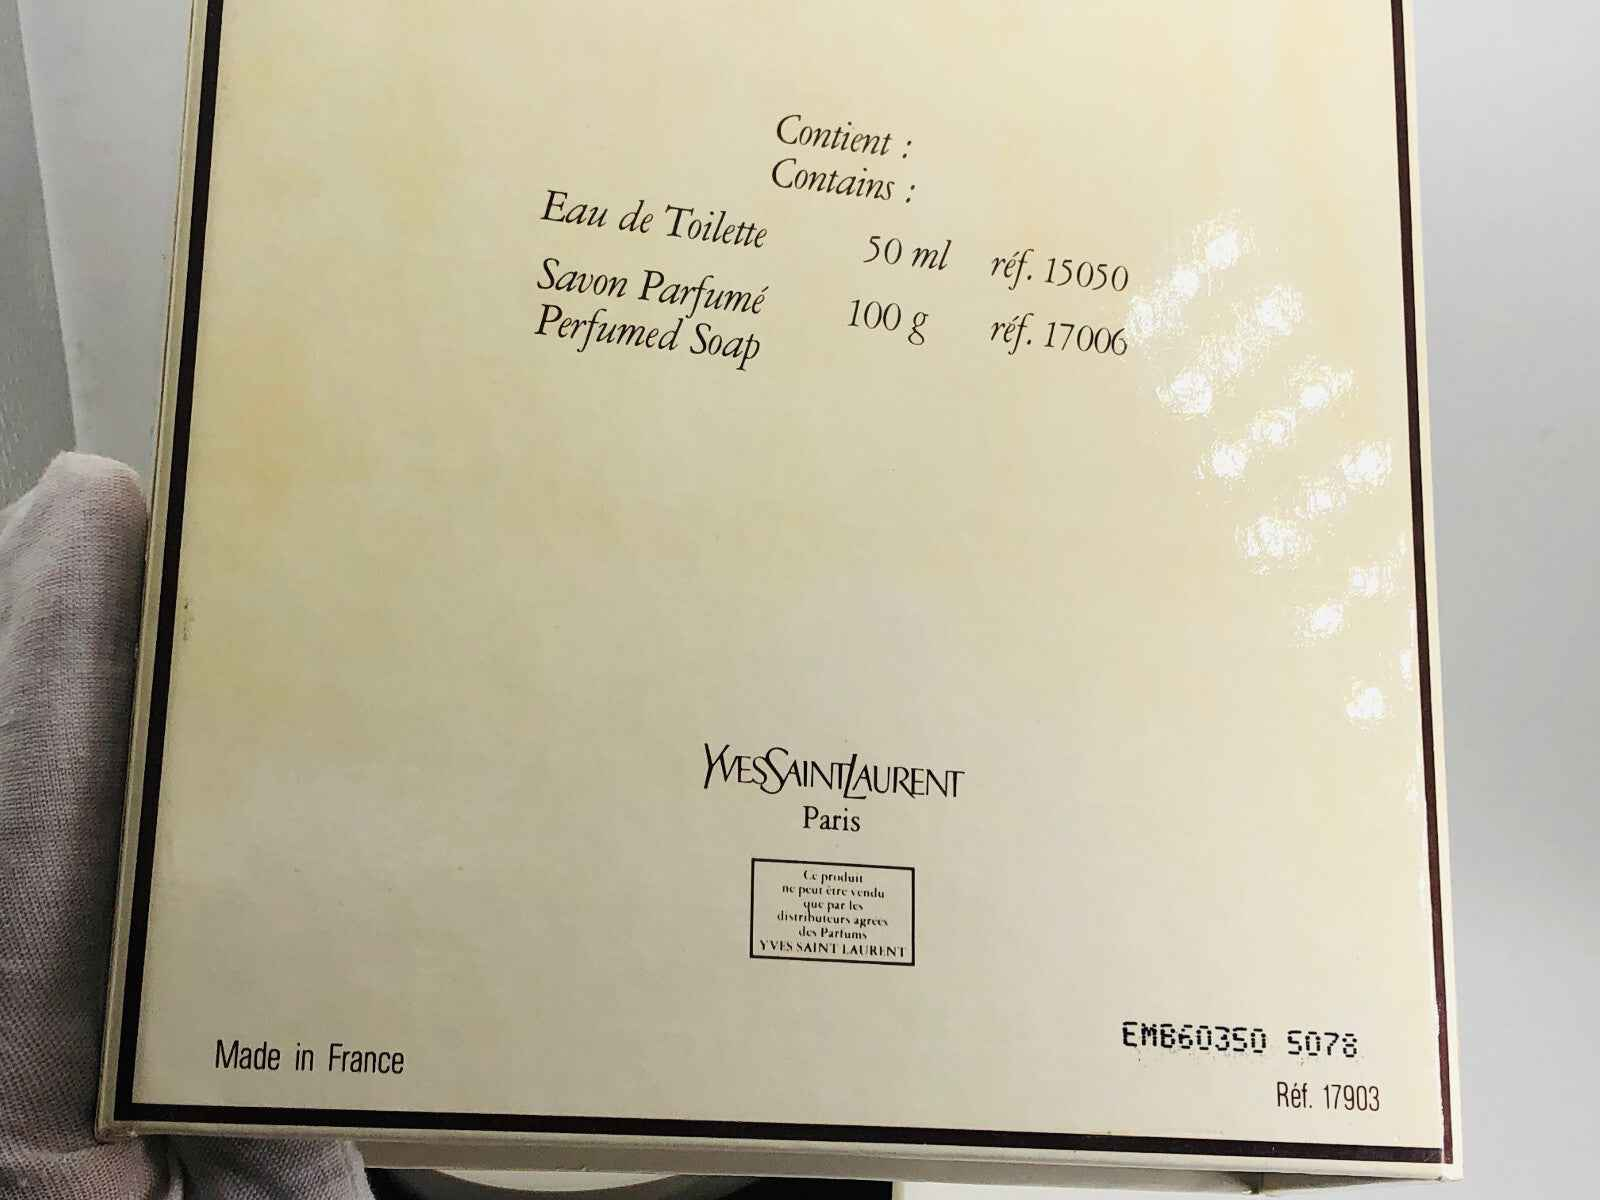 Contient :
Contains :
Eau de Toilette 50 ml réf. 15050
Savon Parfumé 100 g réf. 17006
Perfumed Soap
YVESSAINTLAURENT
Paris
Ce produit
ne peut être vendu
que par les
distributeurs agréés
des Parfums
YVES SAINT LAURENT
EMB60350 5078
Made in France
Réf. 17903